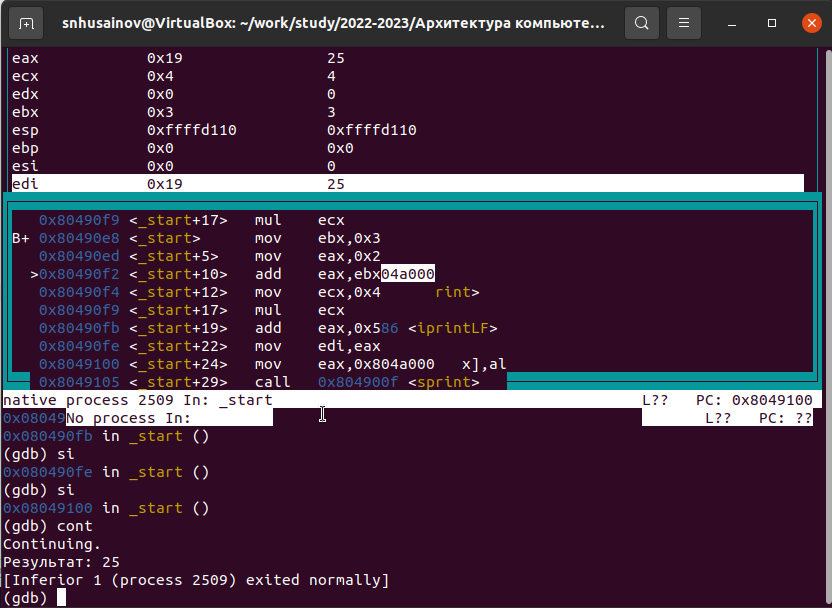 snhusainov@VirtualBox: ~/work/study/2022-2023/Архитектура компьюте...
eax 0x19 25
ecx 0x4 4
edx 0x0 0
ebx 0x3 3
esp 0xffffd110 0xffffd110
ebp 0x0 0x0
esi 0x0 0
edi 0x19 25
0x80490f9 <_start+17> mul ecx
B+ 0x80490e8 <_start> mov ebx,0x3
0x80490ed <_start+5> mov eax,0x2
>0x80490f2 <_start+10> add eax,ebx04a000
0x80490f4 <_start+12> mov ecx,0x4 rint>
0x80490f9 <_start+17> mul ecx
0x80490fb <_start+19> add eax,0x586 <iprintLF>
0x80490fe <_start+22> mov edi,eax
0x8049100 <_start+24> mov eax,0x804a000 x],al
0x8049105 <_start+29> call 0x804900f <sprint>
native process 2509 In: _start L?? PC: 0x8049100
0x08049No process In: L?? PC: ??
0x080490fb in _start ()
(gdb) si
0x080490fe in _start ()
(gdb) si
0x08049100 in _start ()
(gdb) cont
Continuing.
Результат: 25
[Inferior 1 (process 2509) exited normally]
(gdb)